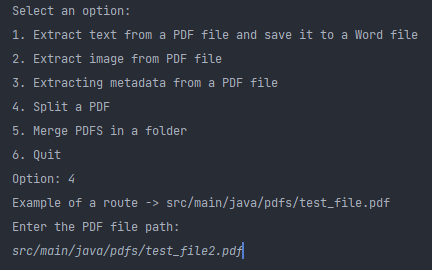 Select an option:
1. Extract text from a PDF file and save it to a Word file
2. Extract image from PDF file
3. Extracting metadata from a PDF file
4. Split a PDF
5. Merge PDFS in a folder
6. Quit
Option: 4
Example of a route -> src/main/java/pdfs/test_file.pdf
Enter the PDF file path:
src/main/java/pdfs/test_file2.pdf